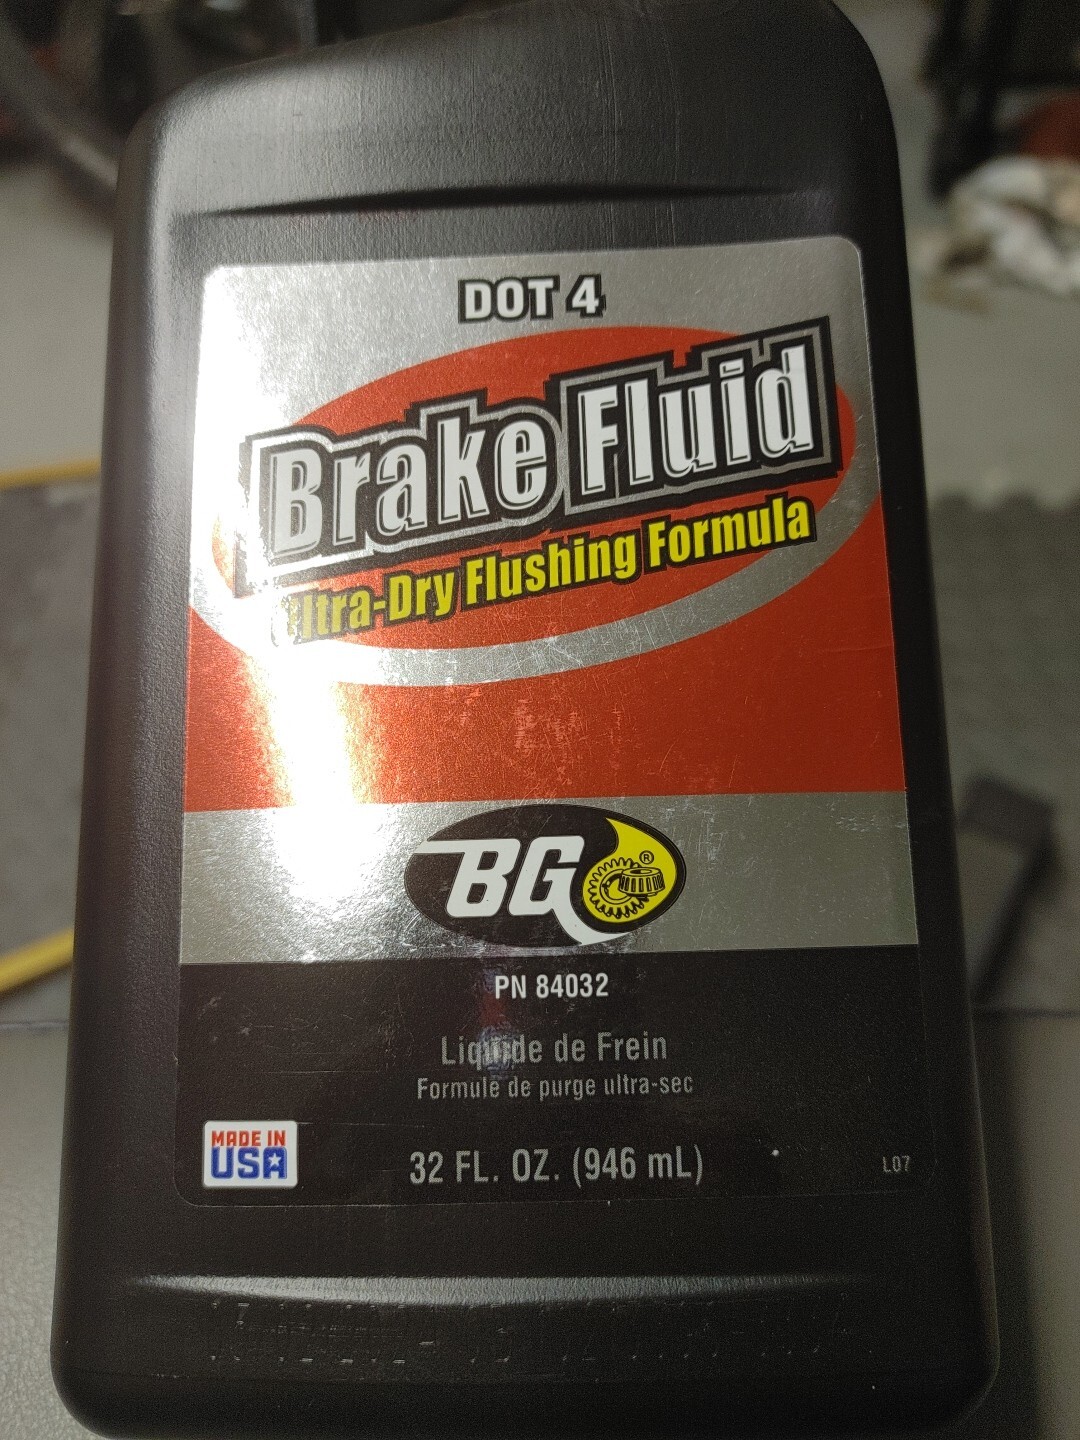 DOT 4
Brake Fluid
Ultra-Dry Flushing Formula
BG®
PN 84032
Liquide de Frein
Formule de purge ultra-sec
MADE IN
USA
32 FL. OZ. (946 mL)
L07